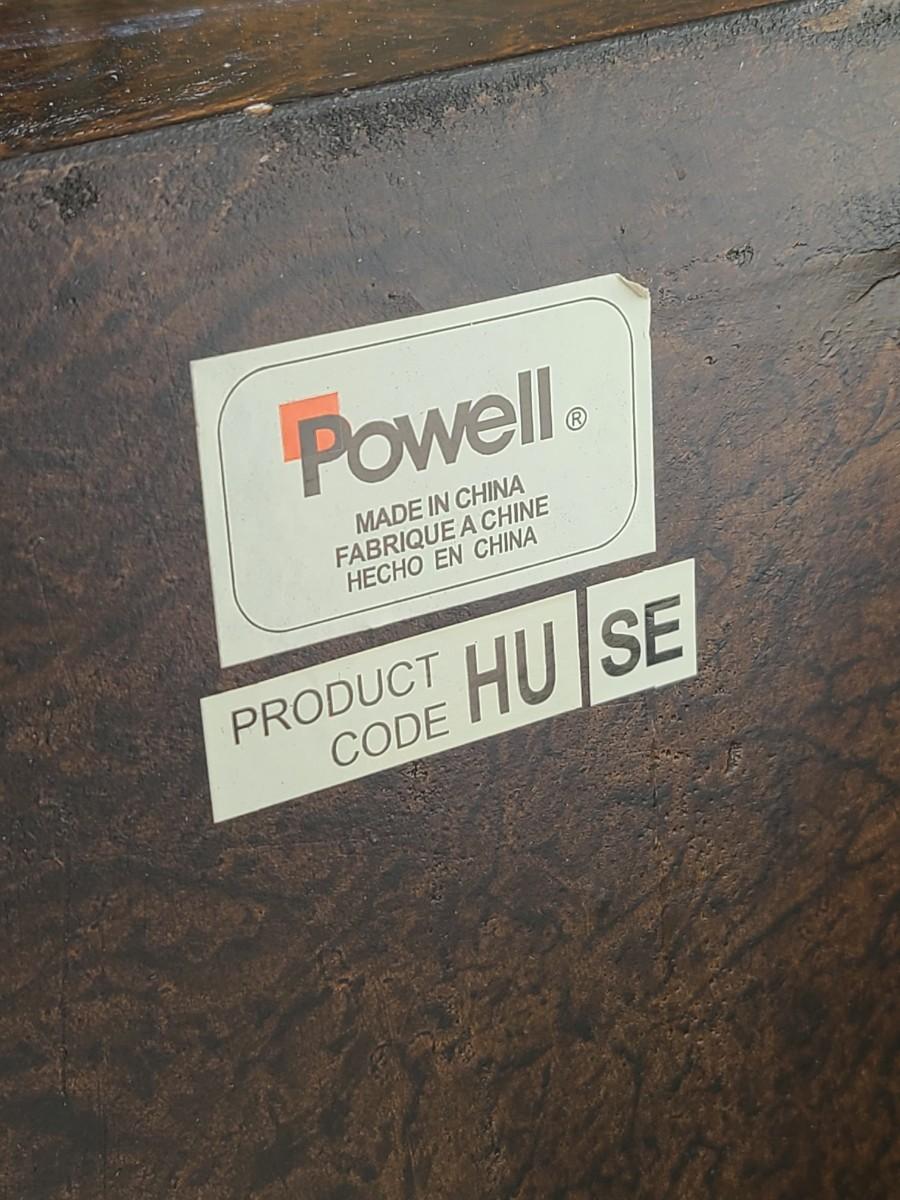 Powell ®
MADE IN CHINA
FABRIQUE A CHINE
HECHO EN CHINA
PRODUCT CODE HU SE